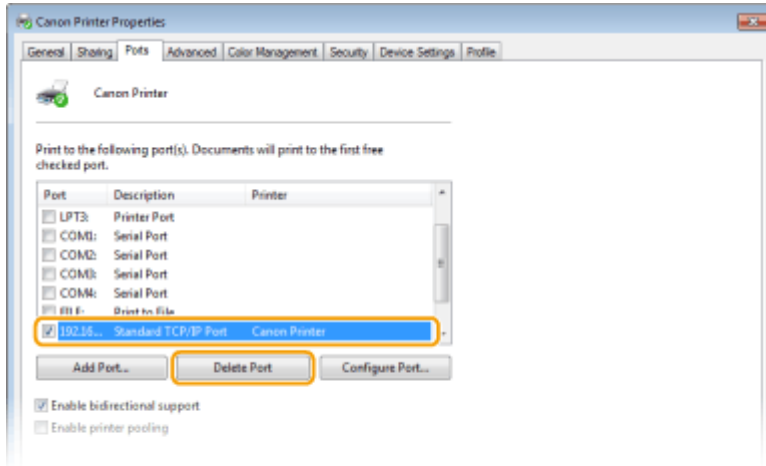 Canon Printer Properties
General Sharing Ports Advanced Color Management Security Device Settings Profile
Canon Printer
Print to the following port(s). Documents will print to the first free
checked port.
Port Description Printer
LPT3: Printer Port
COM1: Serial Port
COM2: Serial Port
COM3: Serial Port
COM4: Serial Port
FILE: Print to File
192.16... Standard TCP/IP Port Canon Printer
Add Port... Delete Port Configure Port...
Enable bidirectional support
Enable printer pooling